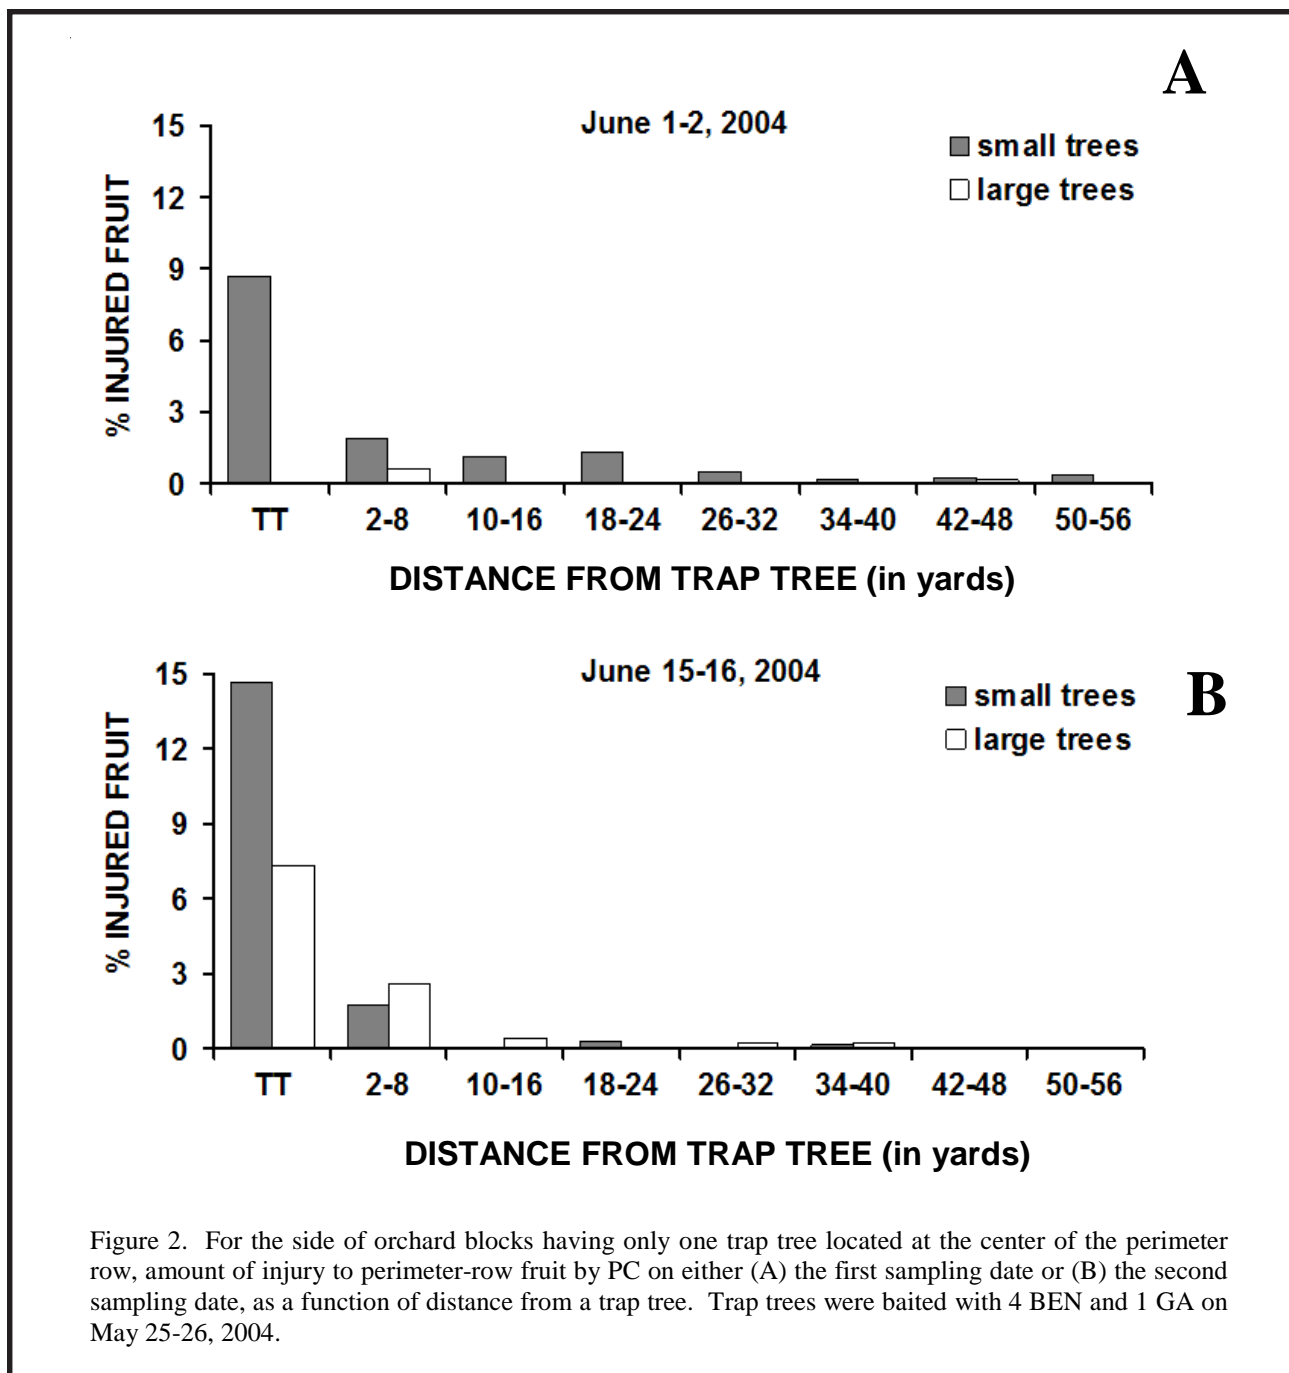 A
June 1-2, 2004
small trees
large trees
% INJURED FRUIT
15
12
9
6
3
0
TT 2-8 10-16 18-24 26-32 34-40 42-48 50-56
DISTANCE FROM TRAP TREE (in yards)
B
June 15-16, 2004
small trees
large trees
% INJURED FRUIT
15
12
9
6
3
0
TT 2-8 10-16 18-24 26-32 34-40 42-48 50-56
DISTANCE FROM TRAP TREE (in yards)
Figure 2. For the side of orchard blocks having only one trap tree located at the center of the perimeter
row, amount of injury to perimeter-row fruit by PC on either (A) the first sampling date or (B) the second
sampling date, as a function of distance from a trap tree. Trap trees were baited with 4 BEN and 1 GA on
May 25-26, 2004.